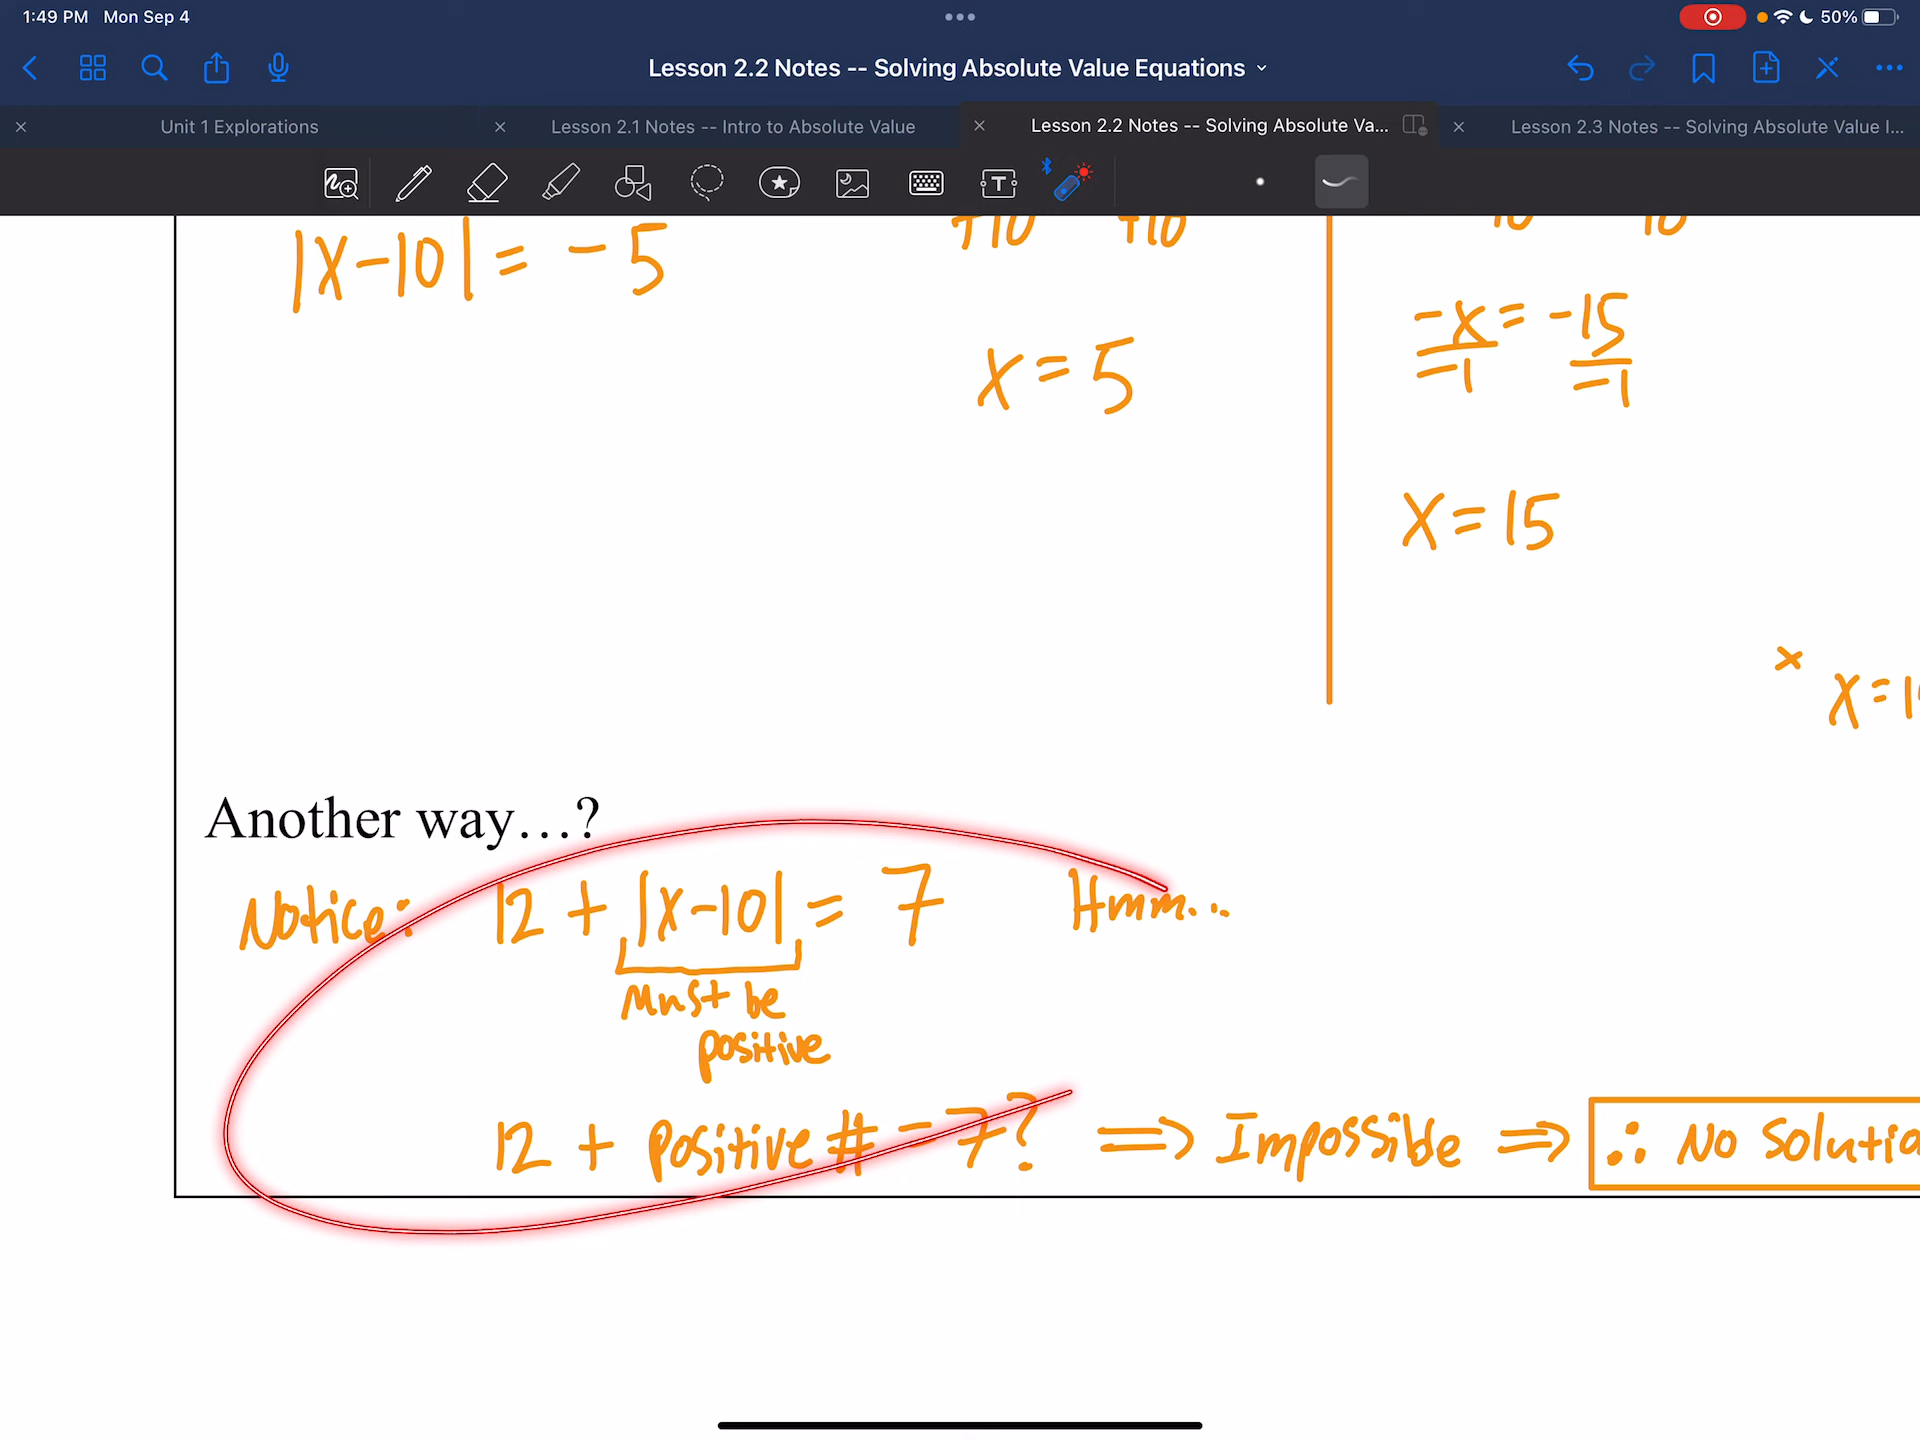 1:49 PM Mon Sep 4
50%
Lesson 2.2 Notes -- Solving Absolute Value Equations
Unit 1 Explorations
Lesson 2.1 Notes -- Intro to Absolute Value
Lesson 2.2 Notes -- Solving Absolute Va...
Lesson 2.3 Notes -- Solving Absolute Value I...
+10 +10
10 10
|x-10| = -5
-x = -15
-1 -1
x = 5
x = 15
x
x = 1
Another way…?
Notice: 12 + |x-10| = 7 Hmm...
Must be
positive
12 + positive # = 7? ⇒ Impossible ⇒ ∴ No Solutio